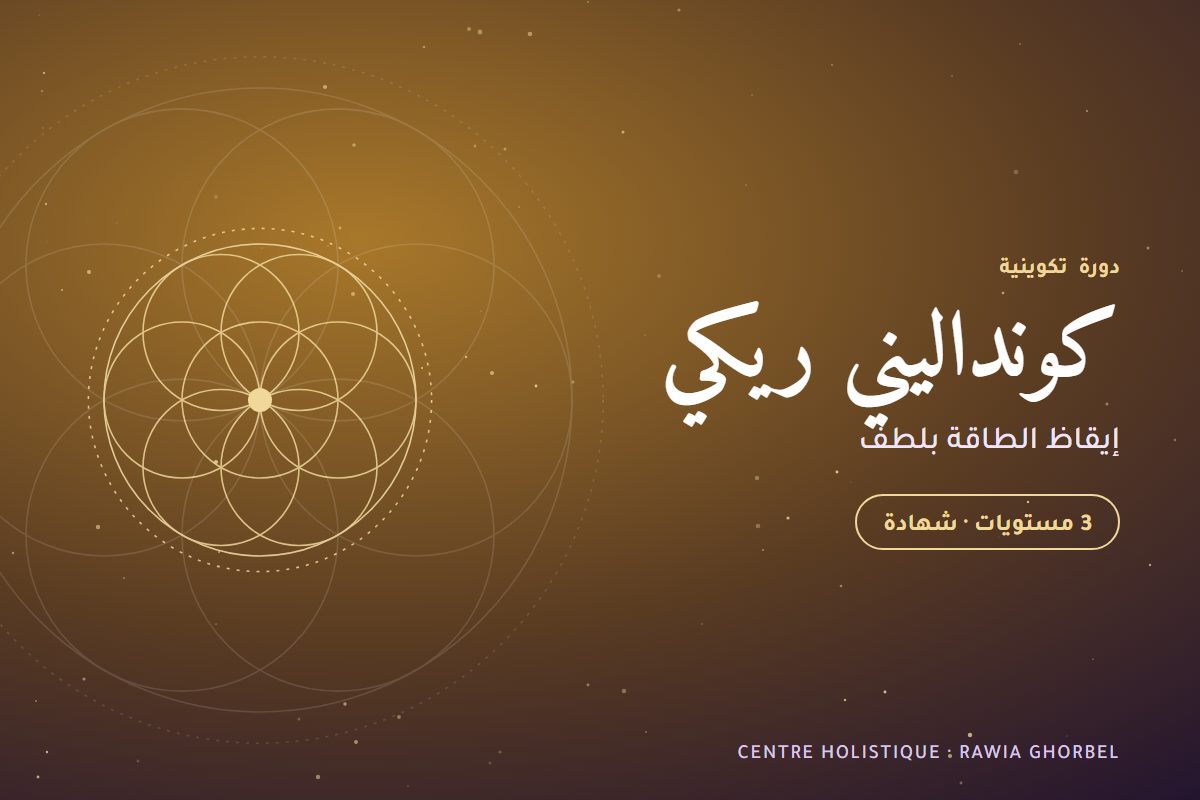 دورة تكوينية
كونداليني ريكي
إيقاظ الطاقة بلطف
3 مستويات · شهادة
CENTRE HOLISTIQUE : RAWIA GHORBEL